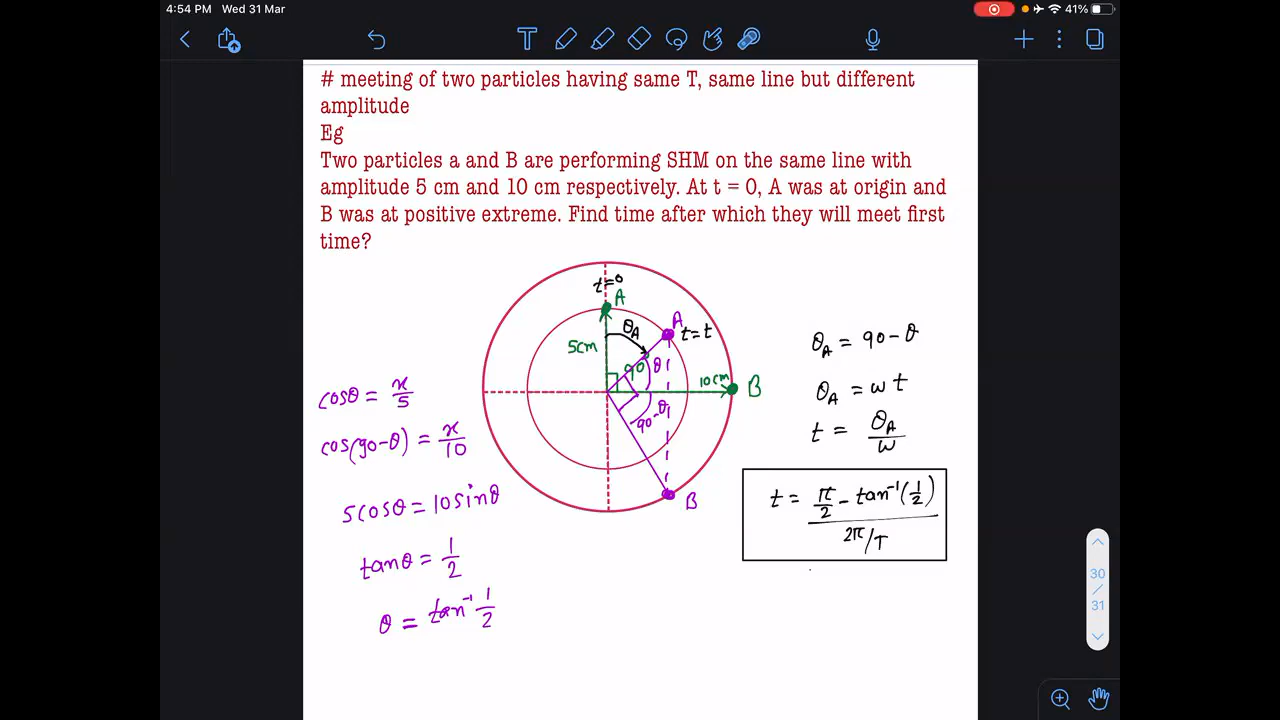 4:54 PM Wed 31 Mar
41%
# meeting of two particles having same T, same line but different
amplitude
Eg
Two particles a and B are performing SHM on the same line with
amplitude 5 cm and 10 cm respectively. At t = 0, A was at origin and
B was at positive extreme. Find time after which they will meet first
time?
t=0
A
θA
A
t=t
5cm
90
θ
10cm
B
90-θ
B
cosθ = x/5
cos(90-θ) = x/10
5cosθ = 10sinθ
tanθ = 1/2
θ = tan⁻¹ 1/2
θA = 90-θ
θA = ωt
t = θA/ω
t = (π/2 - tan⁻¹(1/2))/(2π/T)
30
/
31